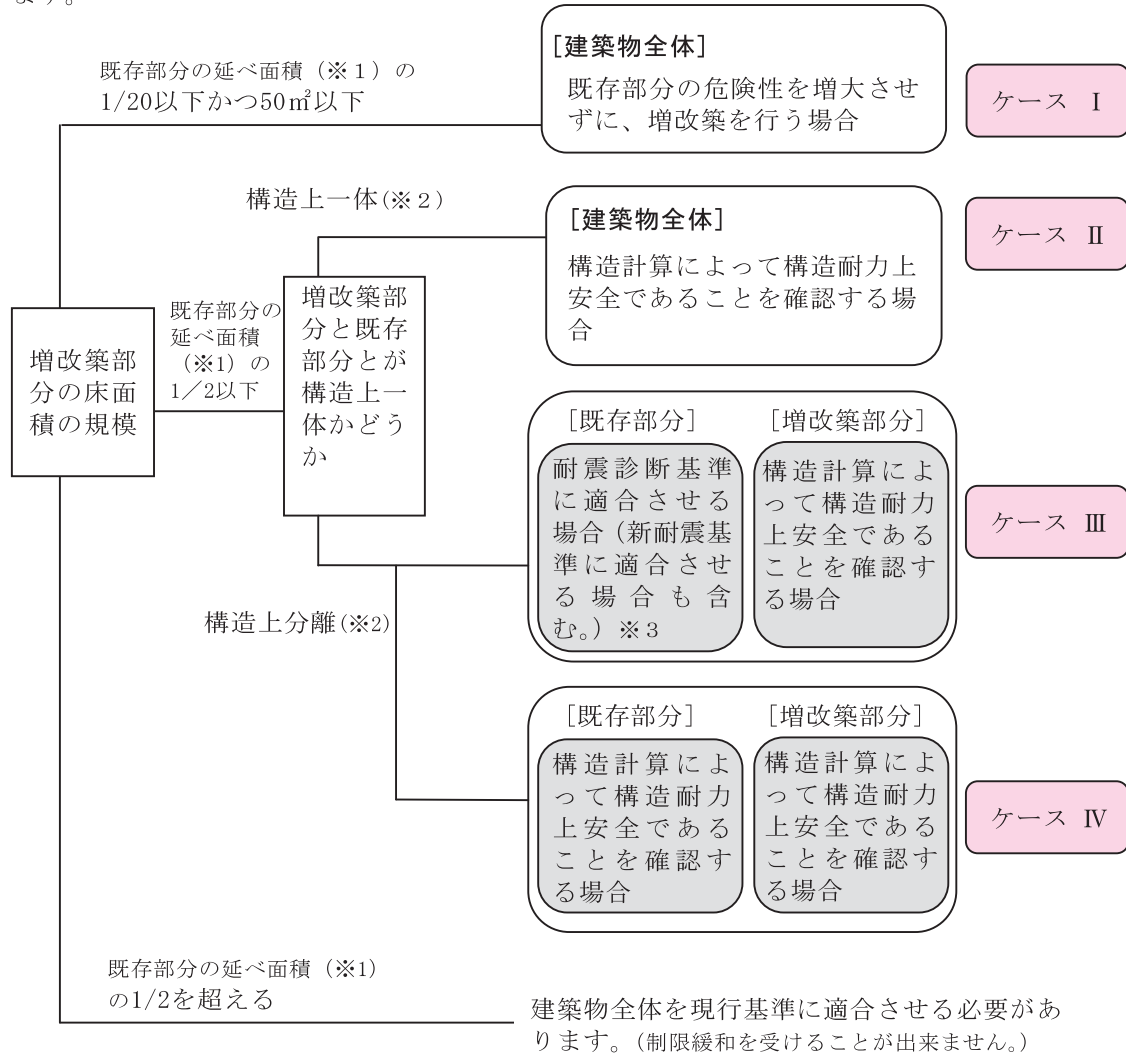 ます。
既存部分の延べ面積（※１）の
1/20以下かつ50㎡以下
[建築物全体]
既存部分の危険性を増大させ
ずに、増改築を行う場合
ケース Ⅰ
構造上一体(※２)
[建築物全体]
構造計算によって構造耐力上
安全であることを確認する場
合
ケース Ⅱ
増改築部
分の床面
積の規模
既存部分の
延べ面積
（※1）の
1／2以下
増改築部
分と既存
部分とが
構造上一
体かどう
か
[既存部分]
耐震診断基準
に適合させる
場合（新耐震基
準に適合させ
る場合も含
む。）※３
[増改築部分]
構造計算によ
って構造耐力
上安全である
ことを確認す
る場合
ケース Ⅲ
構造上分離(※2)
[既存部分]
構造計算によ
って構造耐力
上安全である
ことを確認す
る場合
[増改築部分]
構造計算によ
って構造耐力
上安全である
ことを確認す
る場合
ケース Ⅳ
既存部分の延べ面積（※1）
の1/2を超える
建築物全体を現行基準に適合させる必要があ
ります。（制限緩和を受けることが出来ません。）